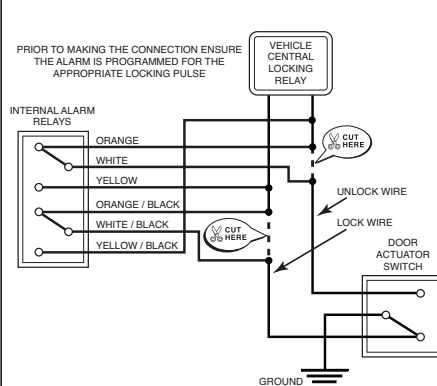 PRIOR TO MAKING THE CONNECTION ENSURE
THE ALARM IS PROGRAMMED FOR THE
APPROPRIATE LOCKING PULSE
VEHICLE
CENTRAL
LOCKING
RELAY
INTERNAL ALARM
RELAYS
ORANGE
WHITE
YELLOW
ORANGE / BLACK
WHITE / BLACK
YELLOW / BLACK
CUT
HERE
CUT
HERE
UNLOCK WIRE
LOCK WIRE
DOOR
ACTUATOR
SWITCH
GROUND